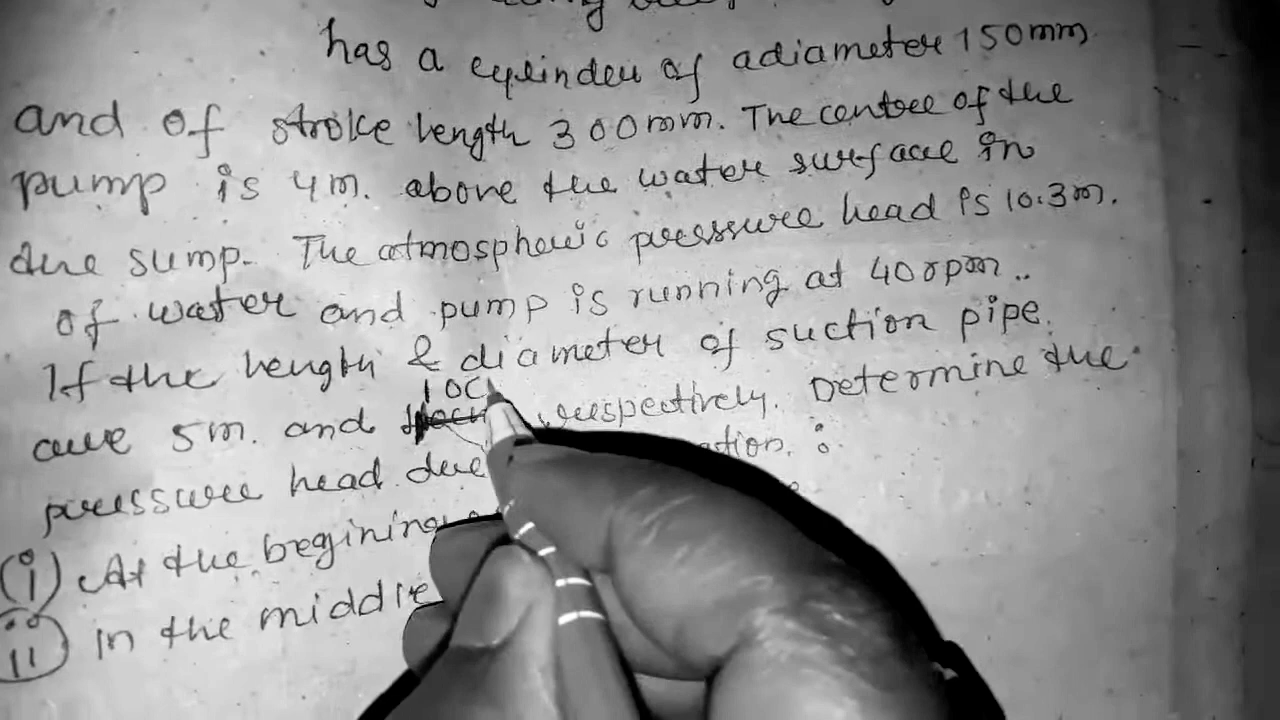 has a cylinder of adiameter 150mm
and of stroke length 300mm. The centre of the
pump is 4m. above the water surface in
the sump. The atmospheric pressure head is 10.3m.
of water and pump is running at 40rpm..
If the length & diameter of suction pipe.
are 5m. and 100 respectively. Determine the
pressure head due
(i) At the begining
(ii) In the middle